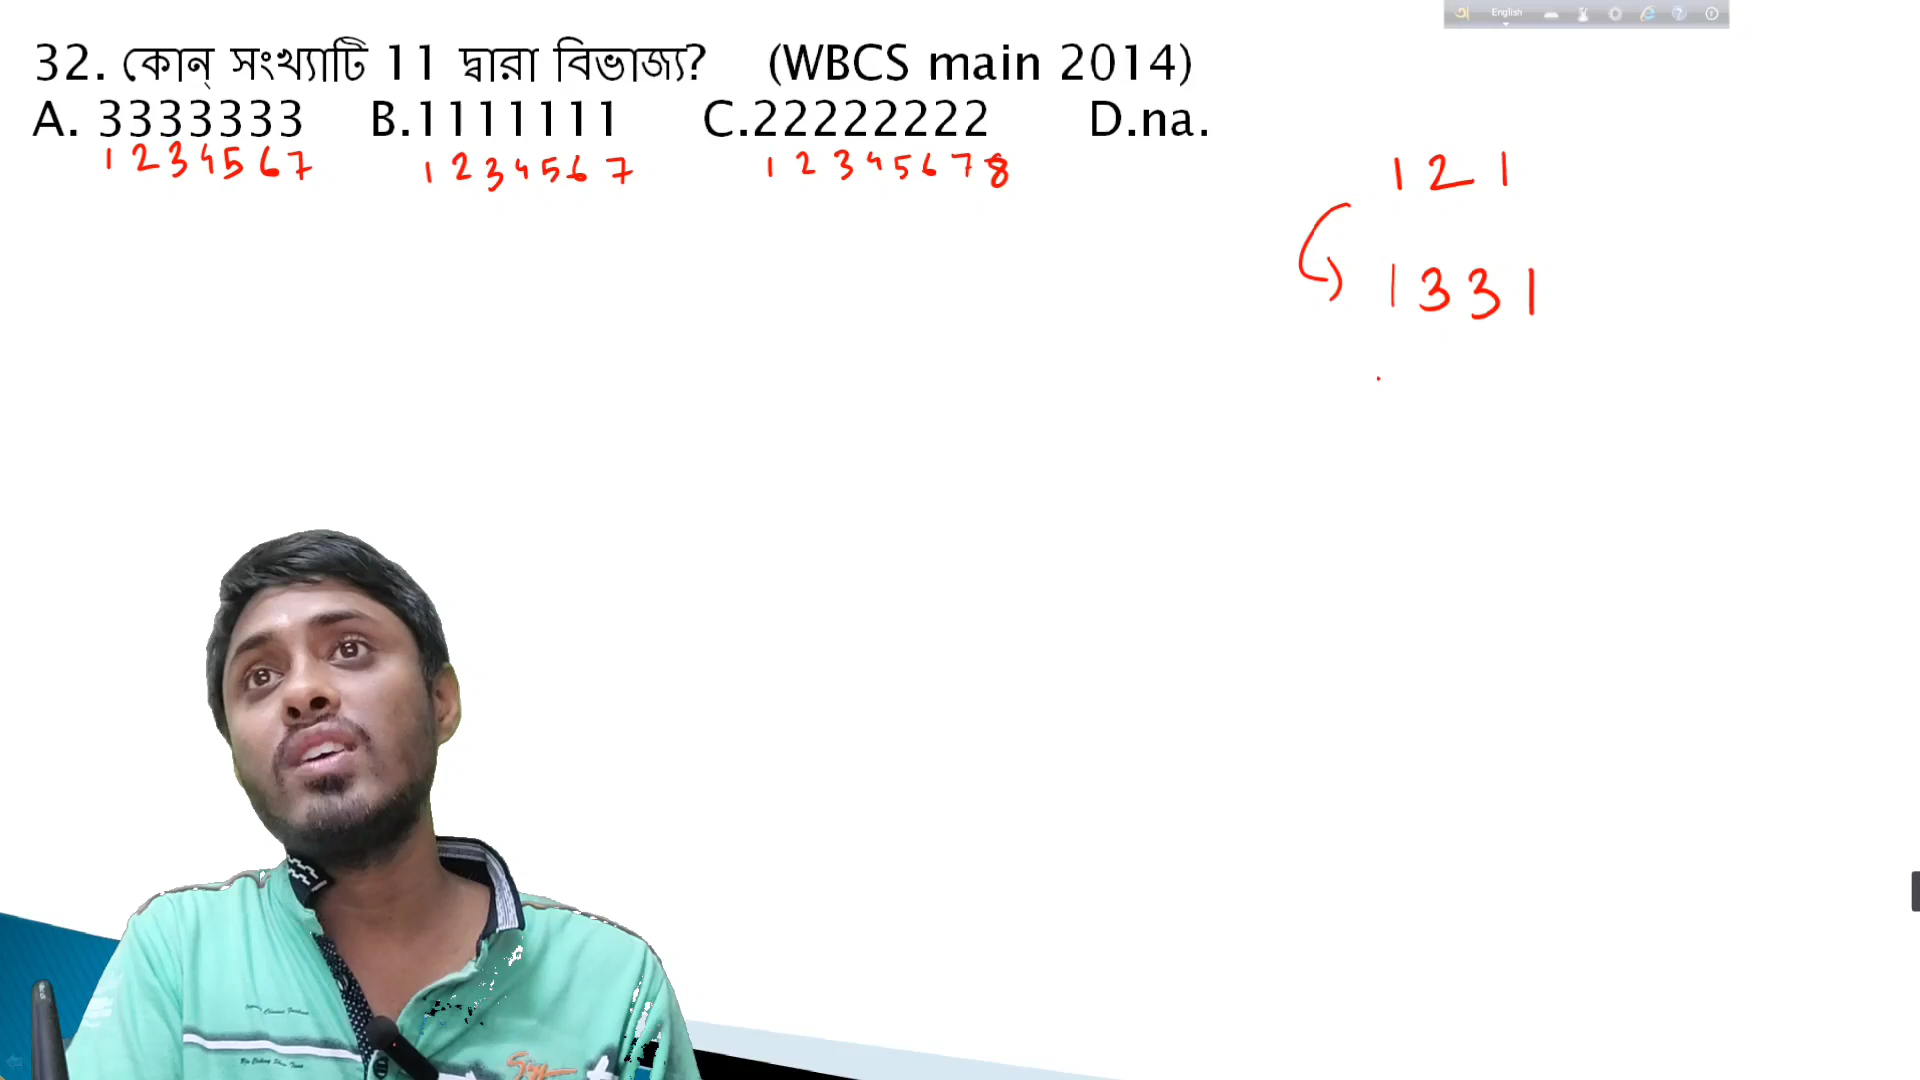 English
32. কোন্ সংখ্যাটি 11 দ্বারা বিভাজ্য? (WBCS main 2014)
A. 3333333 B.1111111 C.22222222 D.na.
1 2 3 4 5 6 7 1 2 3 4 5 6 7 1 2 3 4 5 6 7 8
1 2 1
1 3 3 1